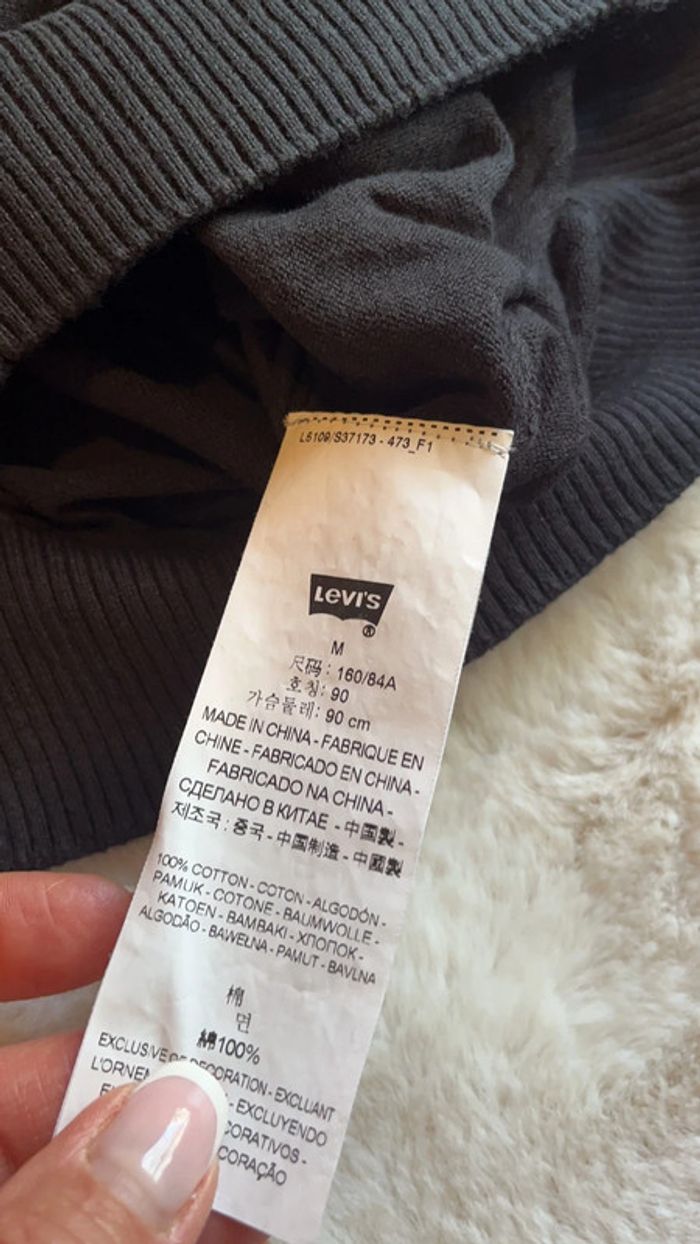 L5109/S37173 - 473_F1
LEVI'S
®
M
尺码 : 160/84A
호칭: 90
가슴둘레: 90 cm
MADE IN CHINA - FABRIQUE EN
CHINE - FABRICADO EN CHINA -
FABRICADO NA CHINA -
СДЕЛАНО В КИТАЕ - 中国製 -
제조국 : 중국 - 中国制造 - 中國製
100% COTTON - COTON - ALGODÓN -
PAMUK - COTONE - BAUMWOLLE -
KATOEN - BAMBAKI - ХЛОПОК -
ALGODÃO - BAWEŁNA - PAMUT - BAVLNA
棉
면
綿100%
EXCLUSIVE OF DECORATION - EXCLUANT
- EXCLUYENDO